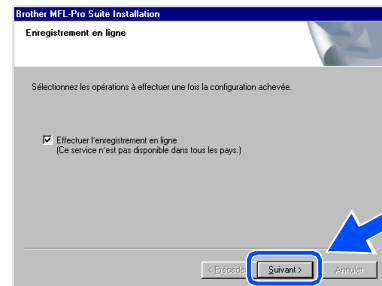 Brother MFL-Pro Suite Installation
Enregistrement en ligne
Sélectionnez les opérations à effectuer une fois la configuration achevée.
Effectuer l'enregistrement en ligne
(Ce service n'est pas disponible dans tous les pays.)
Suivant > Annuler